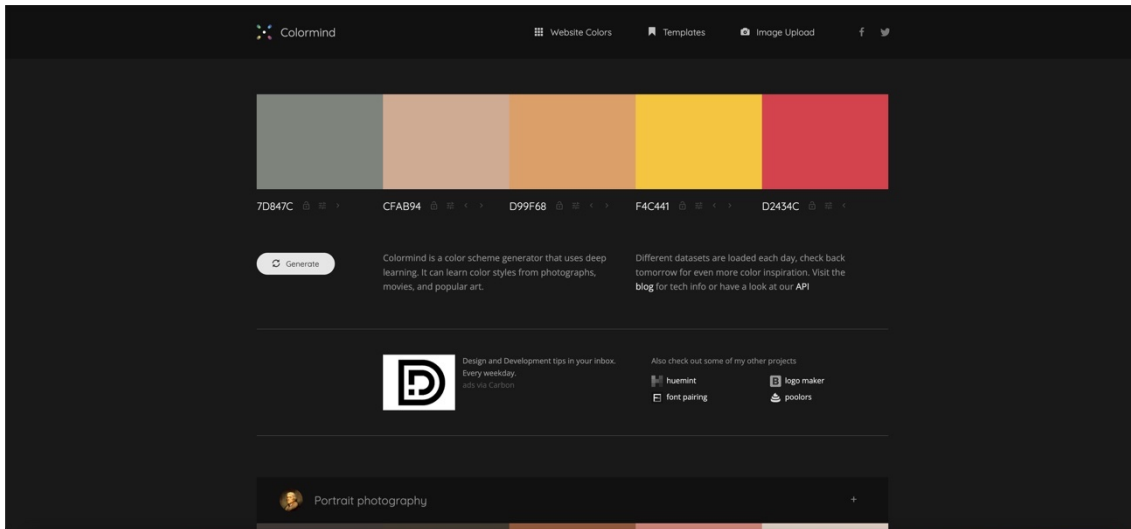 Colormind
Website Colors
Templates
Image Upload
7D847C
CFAB94
D99F68
F4C441
D2434C
Generate
Colormind is a color scheme generator that uses deep
learning. It can learn color styles from photographs,
movies, and popular art.
Different datasets are loaded each day, check back
tomorrow for even more color inspiration. Visit the
blog for tech info or have a look at our API
Design and Development tips in your inbox.
Every weekday.
ads via Carbon
Also check out some of my other projects
huemint
logo maker
font pairing
poolors
Portrait photography